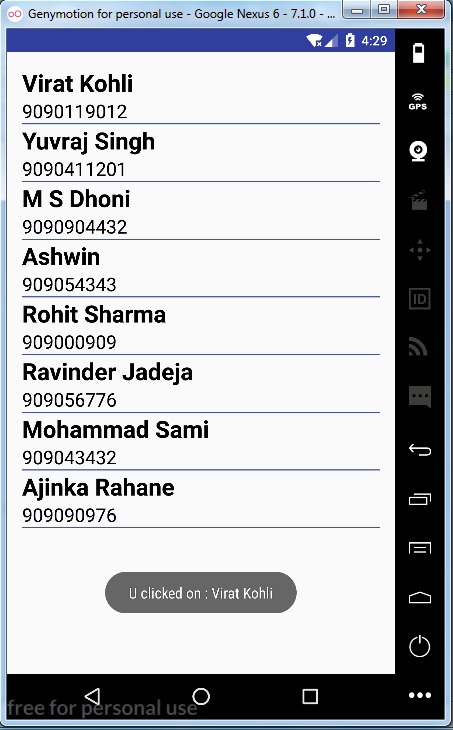 Genymotion for personal use - Google Nexus 6 - 7.1.0 - ...
4:29
GPS
ID
Virat Kohli
9090119012
Yuvraj Singh
9090411201
M S Dhoni
9090904432
Ashwin
909054343
Rohit Sharma
909000909
Ravinder Jadeja
909056776
Mohammad Sami
909043432
Ajinka Rahane
909090976
U clicked on : Virat Kohli
free for personal use